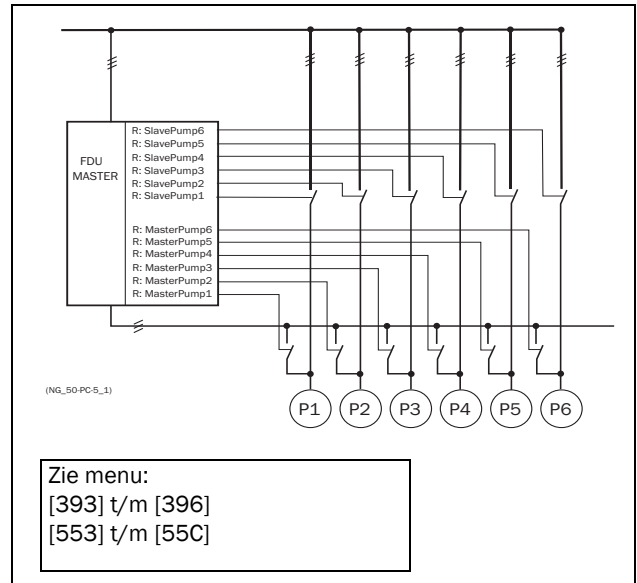 FDU
MASTER
R: SlavePump6
R: SlavePump5
R: SlavePump4
R: SlavePump3
R: SlavePump2
R: SlavePump1
R: MasterPump6
R: MasterPump5
R: MasterPump4
R: MasterPump3
R: MasterPump2
R: MasterPump1
(NG_50-PC-5_1)
P1 P2 P3 P4 P5 P6
Zie menu:
[393] t/m [396]
[553] t/m [55C]